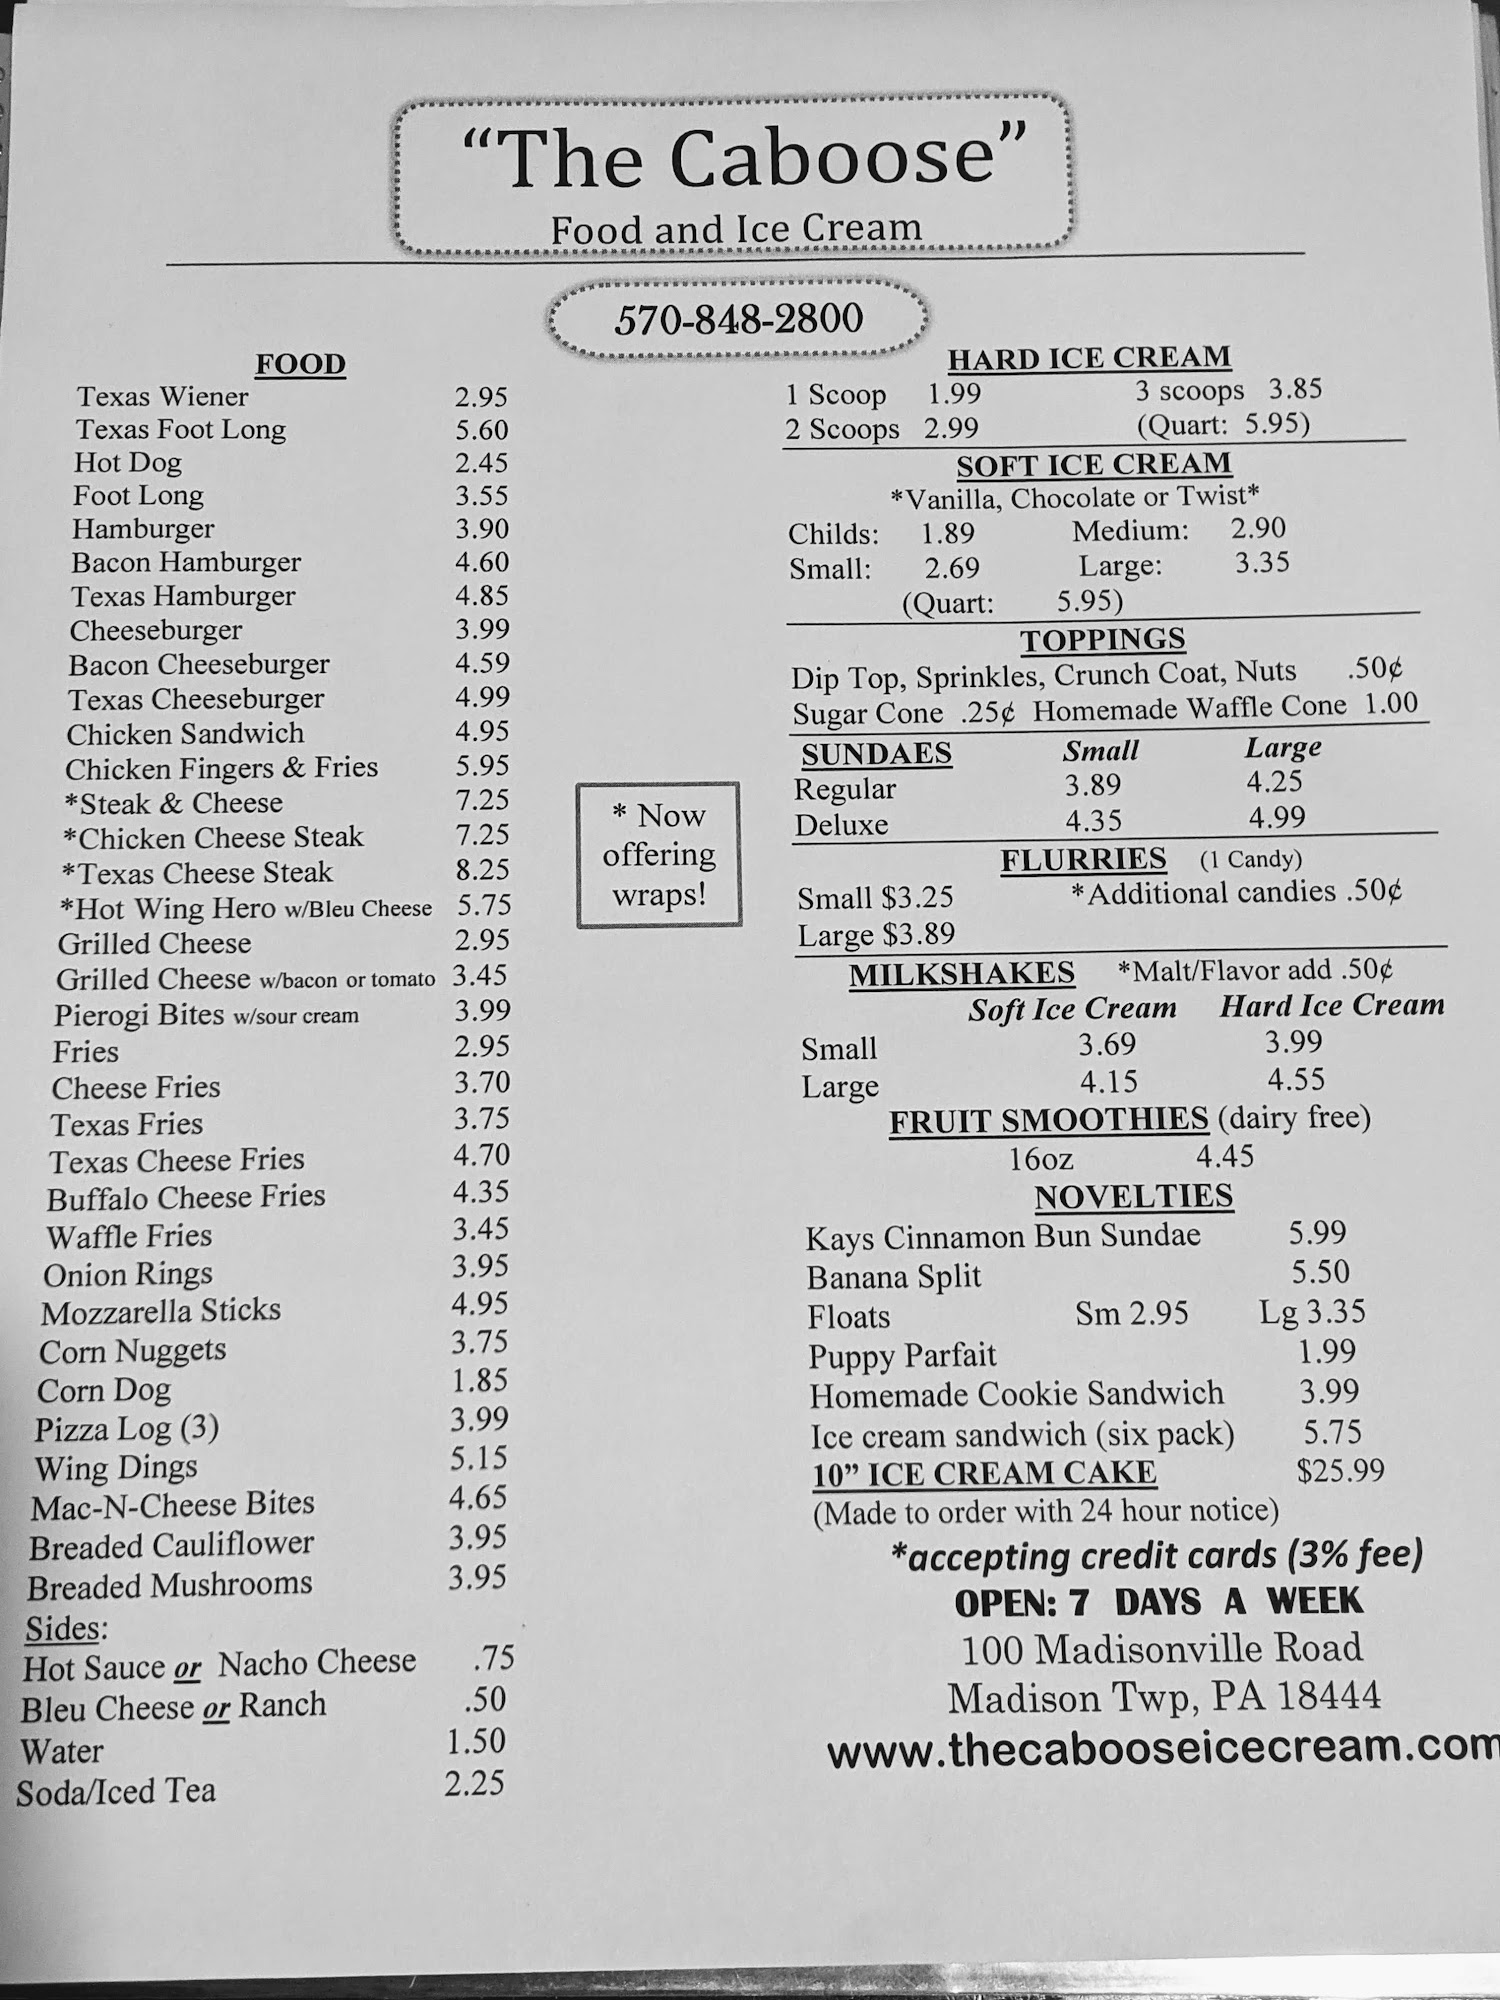 “The Caboose”
Food and Ice Cream
570-848-2800
FOOD
Texas Wiener 2.95
Texas Foot Long 5.60
Hot Dog 2.45
Foot Long 3.55
Hamburger 3.90
Bacon Hamburger 4.60
Texas Hamburger 4.85
Cheeseburger 3.99
Bacon Cheeseburger 4.59
Texas Cheeseburger 4.99
Chicken Sandwich 4.95
Chicken Fingers & Fries 5.95
*Steak & Cheese 7.25
*Chicken Cheese Steak 7.25
*Texas Cheese Steak 8.25
*Hot Wing Hero w/Bleu Cheese 5.75
Grilled Cheese 2.95
Grilled Cheese w/bacon or tomato 3.45
Pierogi Bites w/sour cream 3.99
Fries 2.95
Cheese Fries 3.70
Texas Fries 3.75
Texas Cheese Fries 4.70
Buffalo Cheese Fries 4.35
Waffle Fries 3.45
Onion Rings 3.95
Mozzarella Sticks 4.95
Corn Nuggets 3.75
Corn Dog 1.85
Pizza Log (3) 3.99
Wing Dings 5.15
Mac-N-Cheese Bites 4.65
Breaded Cauliflower 3.95
Breaded Mushrooms 3.95
Sides:
Hot Sauce or Nacho Cheese .75
Bleu Cheese or Ranch .50
Water 1.50
Soda/Iced Tea 2.25
* Now
offering
wraps!
HARD ICE CREAM
1 Scoop 1.99 3 scoops 3.85
2 Scoops 2.99 (Quart: 5.95)
SOFT ICE CREAM
*Vanilla, Chocolate or Twist*
Childs: 1.89 Medium: 2.90
Small: 2.69 Large: 3.35
(Quart: 5.95)
TOPPINGS
Dip Top, Sprinkles, Crunch Coat, Nuts .50¢
Sugar Cone .25¢ Homemade Waffle Cone 1.00
SUNDAES Small Large
Regular 3.89 4.25
Deluxe 4.35 4.99
FLURRIES (1 Candy)
Small $3.25 *Additional candies .50¢
Large $3.89
MILKSHAKES *Malt/Flavor add .50¢
Soft Ice Cream Hard Ice Cream
Small 3.69 3.99
Large 4.15 4.55
FRUIT SMOOTHIES (dairy free)
16oz 4.45
NOVELTIES
Kays Cinnamon Bun Sundae 5.99
Banana Split 5.50
Floats Sm 2.95 Lg 3.35
Puppy Parfait 1.99
Homemade Cookie Sandwich 3.99
Ice cream sandwich (six pack) 5.75
10” ICE CREAM CAKE $25.99
(Made to order with 24 hour notice)
*accepting credit cards (3% fee)
OPEN: 7 DAYS A WEEK
100 Madisonville Road
Madison Twp, PA 18444
www.thecabooseicecream.com